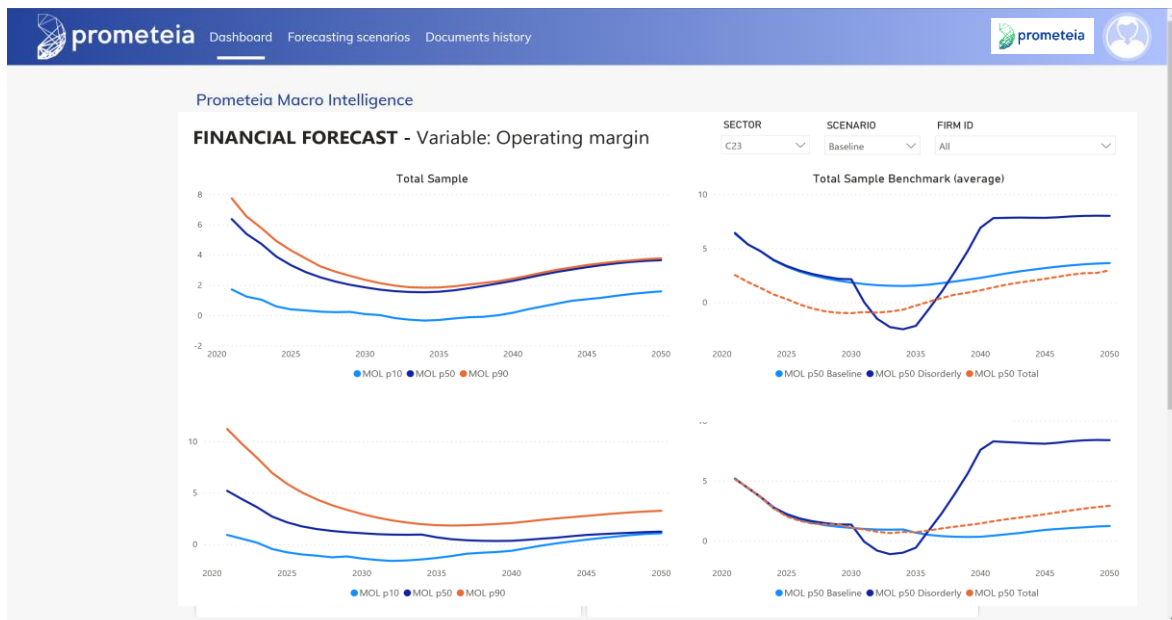 prometeia Dashboard Forecasting scenarios Documents history prometeia
Prometeia Macro Intelligence
FINANCIAL FORECAST - Variable: Operating margin
SECTOR SCENARIO FIRM ID
C23 Baseline All
Total Sample
8
6
4
2
0
-2
2020 2025 2030 2035 2040 2045 2050
MOL p10 MOL p50 MOL p90
Total Sample Benchmark (average)
10
5
0
2020 2025 2030 2035 2040 2045 2050
MOL p50 Baseline MOL p50 Disorderly MOL p50 Total
10
5
0
2020 2025 2030 2035 2040 2045 2050
MOL p10 MOL p50 MOL p90
5
0
2020 2025 2030 2035 2040 2045 2050
MOL p50 Baseline MOL p50 Disorderly MOL p50 Total